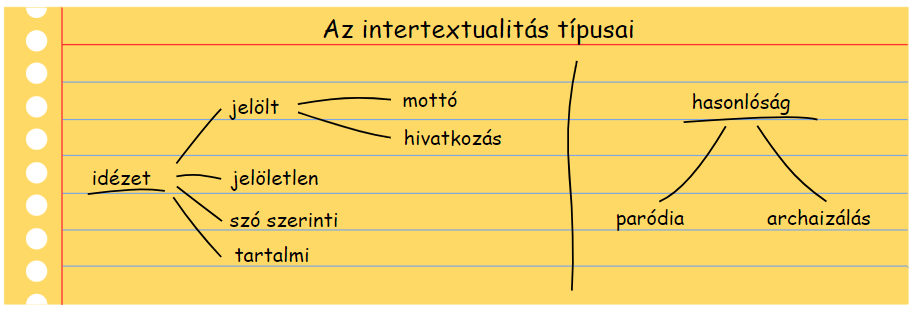 Az intertextualitás típusai
idézet
jelölt
mottó
hivatkozás
jelöletlen
szó szerinti
tartalmi
hasonlóság
paródia
archaizálás